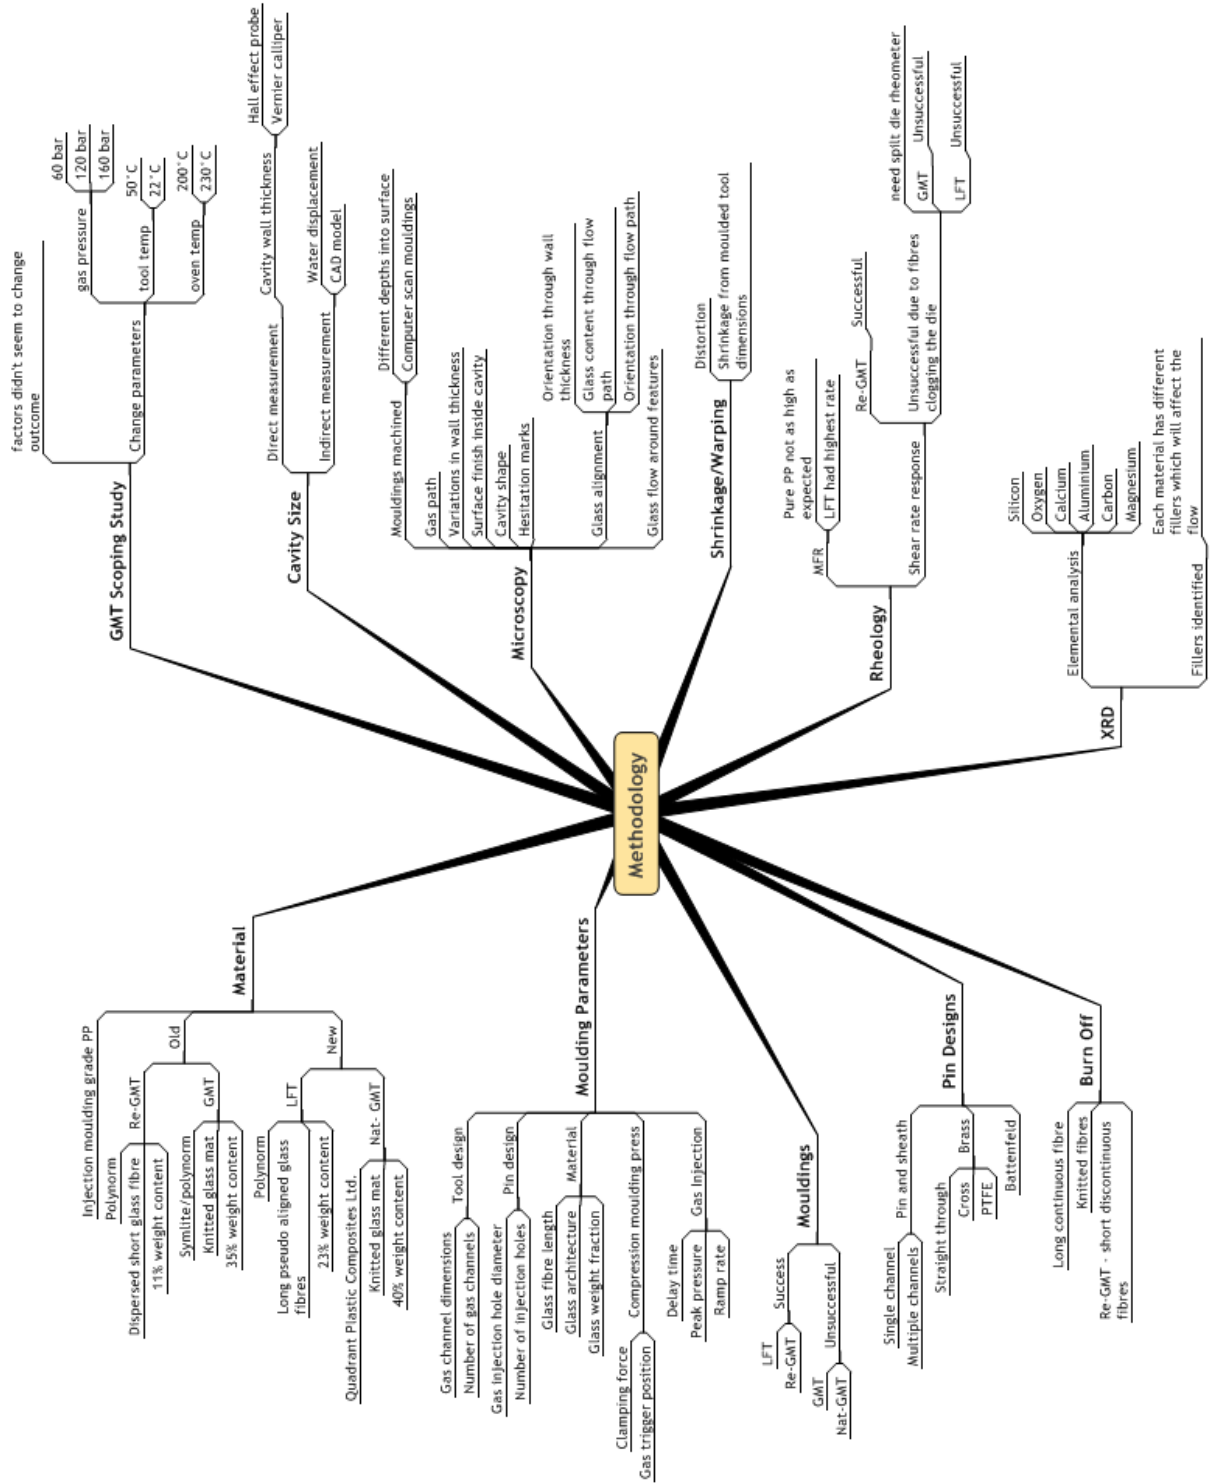 Methodology
Material
Injection moulding grade PP
Old
Re-GMT
Polynorm
Dispersed short glass fibre
11% weight content
GMT
Symlite/polynorm
Knitted glass mat
35% weight content
New
LFT
Polynorm
Long pseudo aligned glass
fibres
23% weight content
Nat- GMT
Quadrant Plastic Composites Ltd.
Knitted glass mat
40% weight content
Moulding Parameters
Tool design
Gas channel dimensions
Number of gas channels
Pin design
Gas injection hole diameter
Number of injection holes
Material
Glass fibre length
Glass architecture
Glass weight fraction
Compression moulding press
Clamping force
Gas trigger position
Gas Injection
Delay time
Peak pressure
Ramp rate
Mouldings
Success
LFT
Re-GMT
Unsuccessful
GMT
Nat-GMT
Pin Designs
Pin and sheath
Single channel
Multiple channels
Brass
Straight through
Cross
PTFE
Battenfeld
Burn Off
Long continuous fibre
Knitted fibres
Re-GMT - short discontinuous
fibres
GMT Scoping Study
factors didn't seem to change
outcome
Change parameters
gas pressure
60 bar
120 bar
160 bar
tool temp
50°C
22°C
oven temp
200°C
230°C
Cavity Size
Direct measurement
Cavity wall thickness
Hall effect probe
Vernier calliper
Indirect measurement
Water displacement
CAD model
Microscopy
Mouldings machined
Different depths into surface
Computer scan mouldings
Gas path
Variations in wall thickness
Surface finish inside cavity
Cavity shape
Hesitation marks
Glass alignment
Orientation through wall
thickness
Glass content through flow
path
Orientation through flow path
Glass flow around features
Shrinkage/Warping
Distortion
Shrinkage from moulded tool
dimensions
Rheology
MFR
Pure PP not as high as
expected
LFT had highest rate
Shear rate response
Re-GMT
Successful
Unsuccessful due to fibres
clogging the die
need spilt die rheometer
GMT
Unsuccessful
LFT
Unsuccessful
XRD
Elemental analysis
Silicon
Oxygen
Calcium
Aluminium
Carbon
Magnesium
Fillers identified
Each material has different
fillers which will affect the
flow